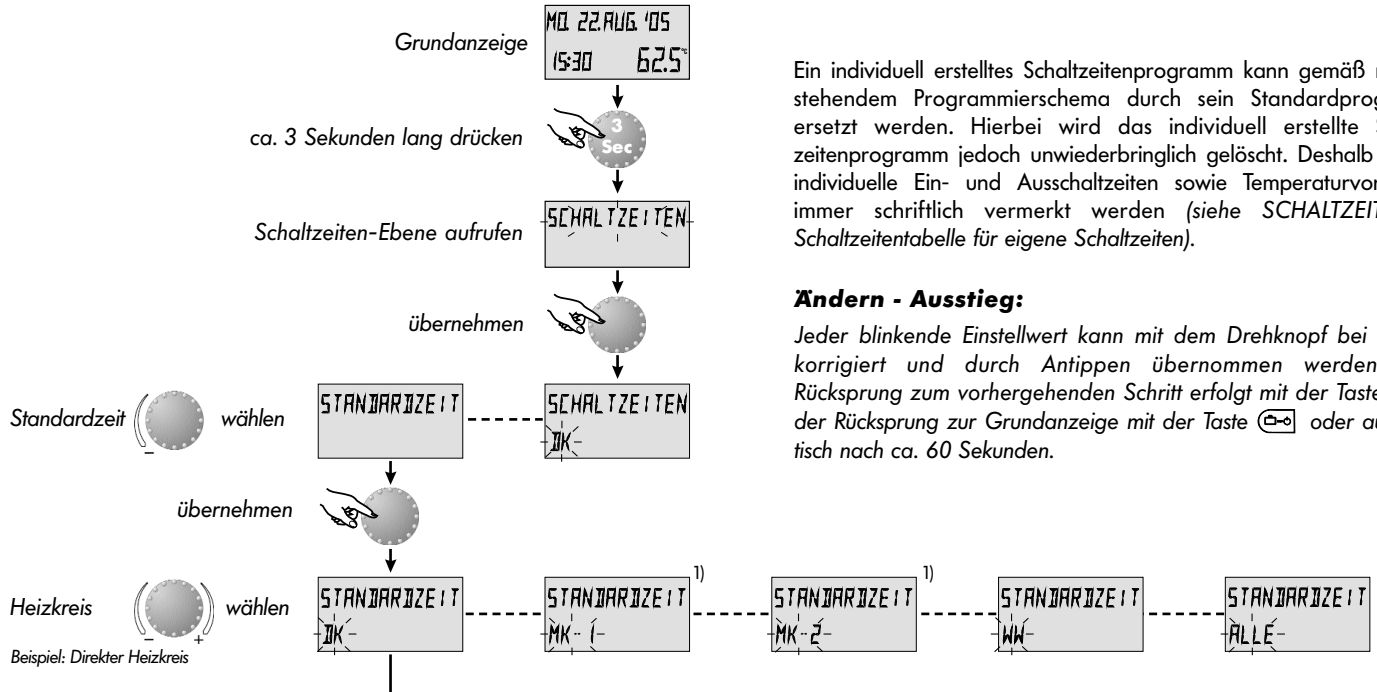 Grundanzeige
MO. 22.AUG. '05
15:30 62.5°
ca. 3 Sekunden lang drücken
3
Sec
Schaltzeiten-Ebene aufrufen
SCHALTZEITEN
übernehmen
Standardzeit
−
wählen
STANDARDZEIT
SCHALTZEITEN
DK
übernehmen
Heizkreis
− +
wählen
Beispiel: Direkter Heizkreis
STANDARDZEIT
DK
STANDARDZEIT 1)
MK-1
STANDARDZEIT 1)
MK-2
STANDARDZEIT
WW
STANDARDZEIT
ALLE
Ein individuell erstelltes Schaltzeitenprogramm kann gemäß
stehendem Programmierschema durch sein Standardprog
ersetzt werden. Hierbei wird das individuell erstellte
zeitenprogramm jedoch unwiederbringlich gelöscht. Deshalb
individuelle Ein- und Ausschaltzeiten sowie Temperaturvor
immer schriftlich vermerkt werden (siehe SCHALTZEIT
Schaltzeitentabelle für eigene Schaltzeiten).
Ändern - Ausstieg:
Jeder blinkende Einstellwert kann mit dem Drehknopf bei
korrigiert und durch Antippen übernommen werden
Rücksprung zum vorhergehenden Schritt erfolgt mit der Taste
der Rücksprung zur Grundanzeige mit der Taste oder au
tisch nach ca. 60 Sekunden.